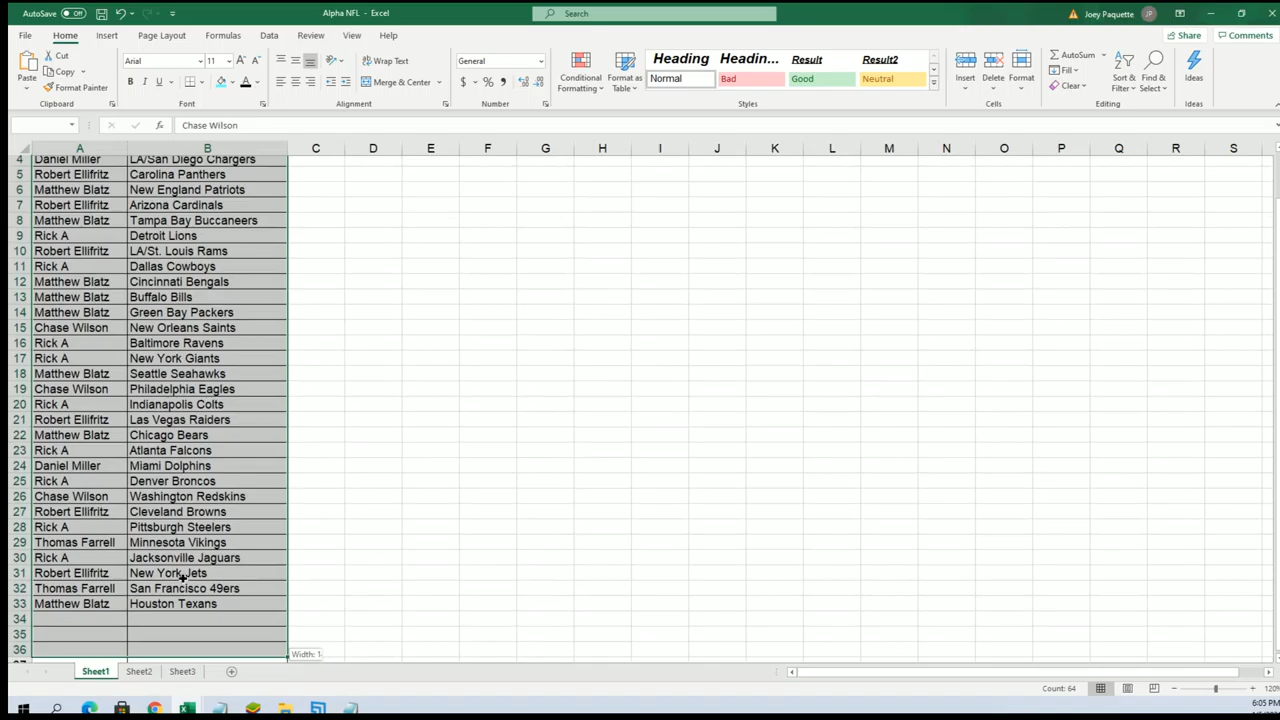 AutoSave Off Alpha NFL - Excel Search Joey Paquette JP
File Home Insert Page Layout Formulas Data Review View Help Share Comments
Paste Cut Copy Format Painter Clipboard
Arial 11 B I U Font
Wrap Text Merge & Center Alignment
General $ % Number
Conditional Formatting Format as Table
Heading Headin... Result Result2
Normal Bad Good Neutral Styles
Insert Delete Format Cells
AutoSum Fill Clear Sort & Filter Find & Select Editing
Ideas Ideas
fx Chase Wilson
A B C D E F G H I J K L M N O P Q R S
4 Daniel Miller LA/San Diego Chargers
5 Robert Ellifritz Carolina Panthers
6 Matthew Blatz New England Patriots
7 Robert Ellifritz Arizona Cardinals
8 Matthew Blatz Tampa Bay Buccaneers
9 Rick A Detroit Lions
10 Robert Ellifritz LA/St. Louis Rams
11 Rick A Dallas Cowboys
12 Matthew Blatz Cincinnati Bengals
13 Matthew Blatz Buffalo Bills
14 Matthew Blatz Green Bay Packers
15 Chase Wilson New Orleans Saints
16 Rick A Baltimore Ravens
17 Rick A New York Giants
18 Matthew Blatz Seattle Seahawks
19 Chase Wilson Philadelphia Eagles
20 Rick A Indianapolis Colts
21 Robert Ellifritz Las Vegas Raiders
22 Matthew Blatz Chicago Bears
23 Rick A Atlanta Falcons
24 Daniel Miller Miami Dolphins
25 Rick A Denver Broncos
26 Chase Wilson Washington Redskins
27 Robert Ellifritz Cleveland Browns
28 Rick A Pittsburgh Steelers
29 Thomas Farrell Minnesota Vikings
30 Rick A Jacksonville Jaguars
31 Robert Ellifritz New York Jets
32 Thomas Farrell San Francisco 49ers
33 Matthew Blatz Houston Texans
34
35
36
Width: 1
Sheet1 Sheet2 Sheet3
Count: 64 120%
6:05 PM